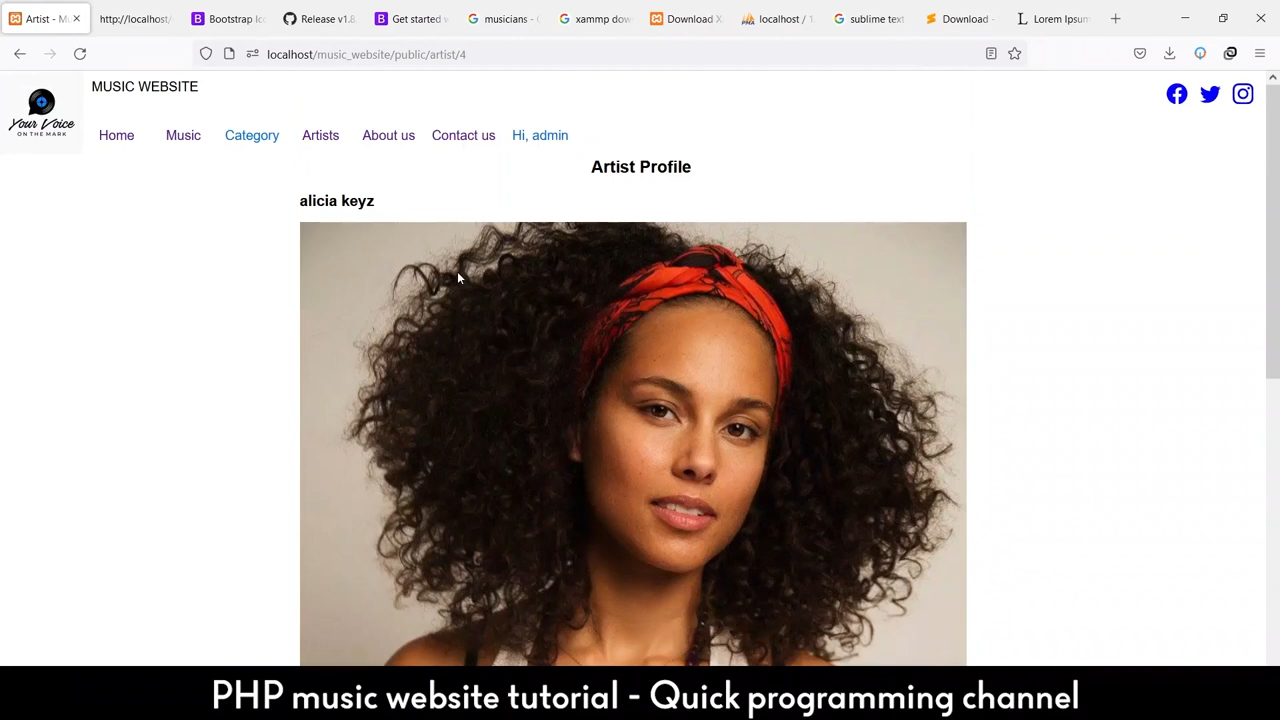 Artist - M
http://localhost/
Bootstrap Ic
Release v1.8
Get started w
musicians - G
xammp dow
Download X
localhost / 1
sublime text
Download -
Lorem Ipsum
localhost/music_website/public/artist/4
MUSIC WEBSITE
YOUR VOICE
ON THE MARK
Home Music Category Artists About us Contact us Hi, admin
Artist Profile
alicia keyz
PHP music website tutorial - Quick programming channel